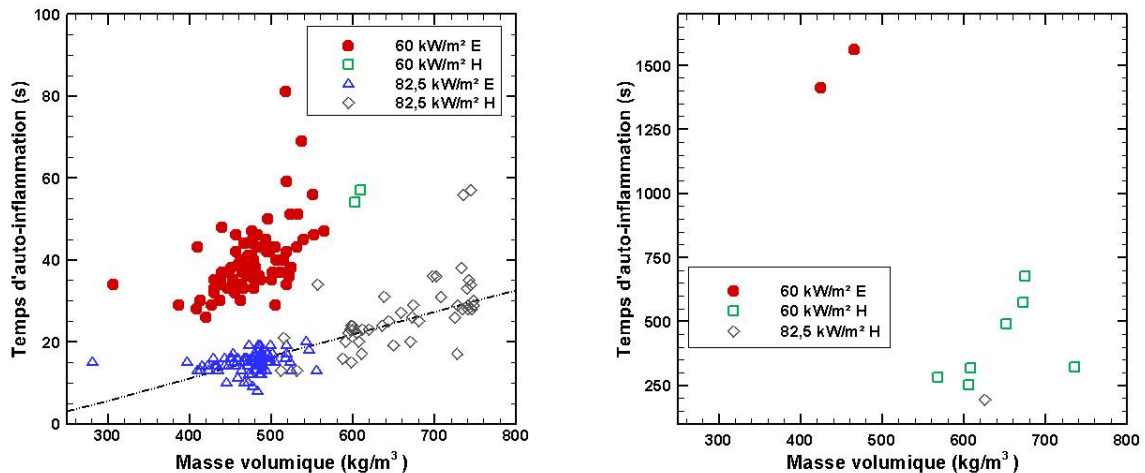 100
80
60
40
20
0
Temps d'auto-inflammation (s)
60 kW/m² E
60 kW/m² H
82,5 kW/m² E
82,5 kW/m² H
300 400 500 600 700 800
Masse volumique (kg/m³)
1500
1250
1000
750
500
250
Temps d'auto-inflammation (s)
60 kW/m² E
60 kW/m² H
82,5 kW/m² H
300 400 500 600 700 800
Masse volumique (kg/m³)